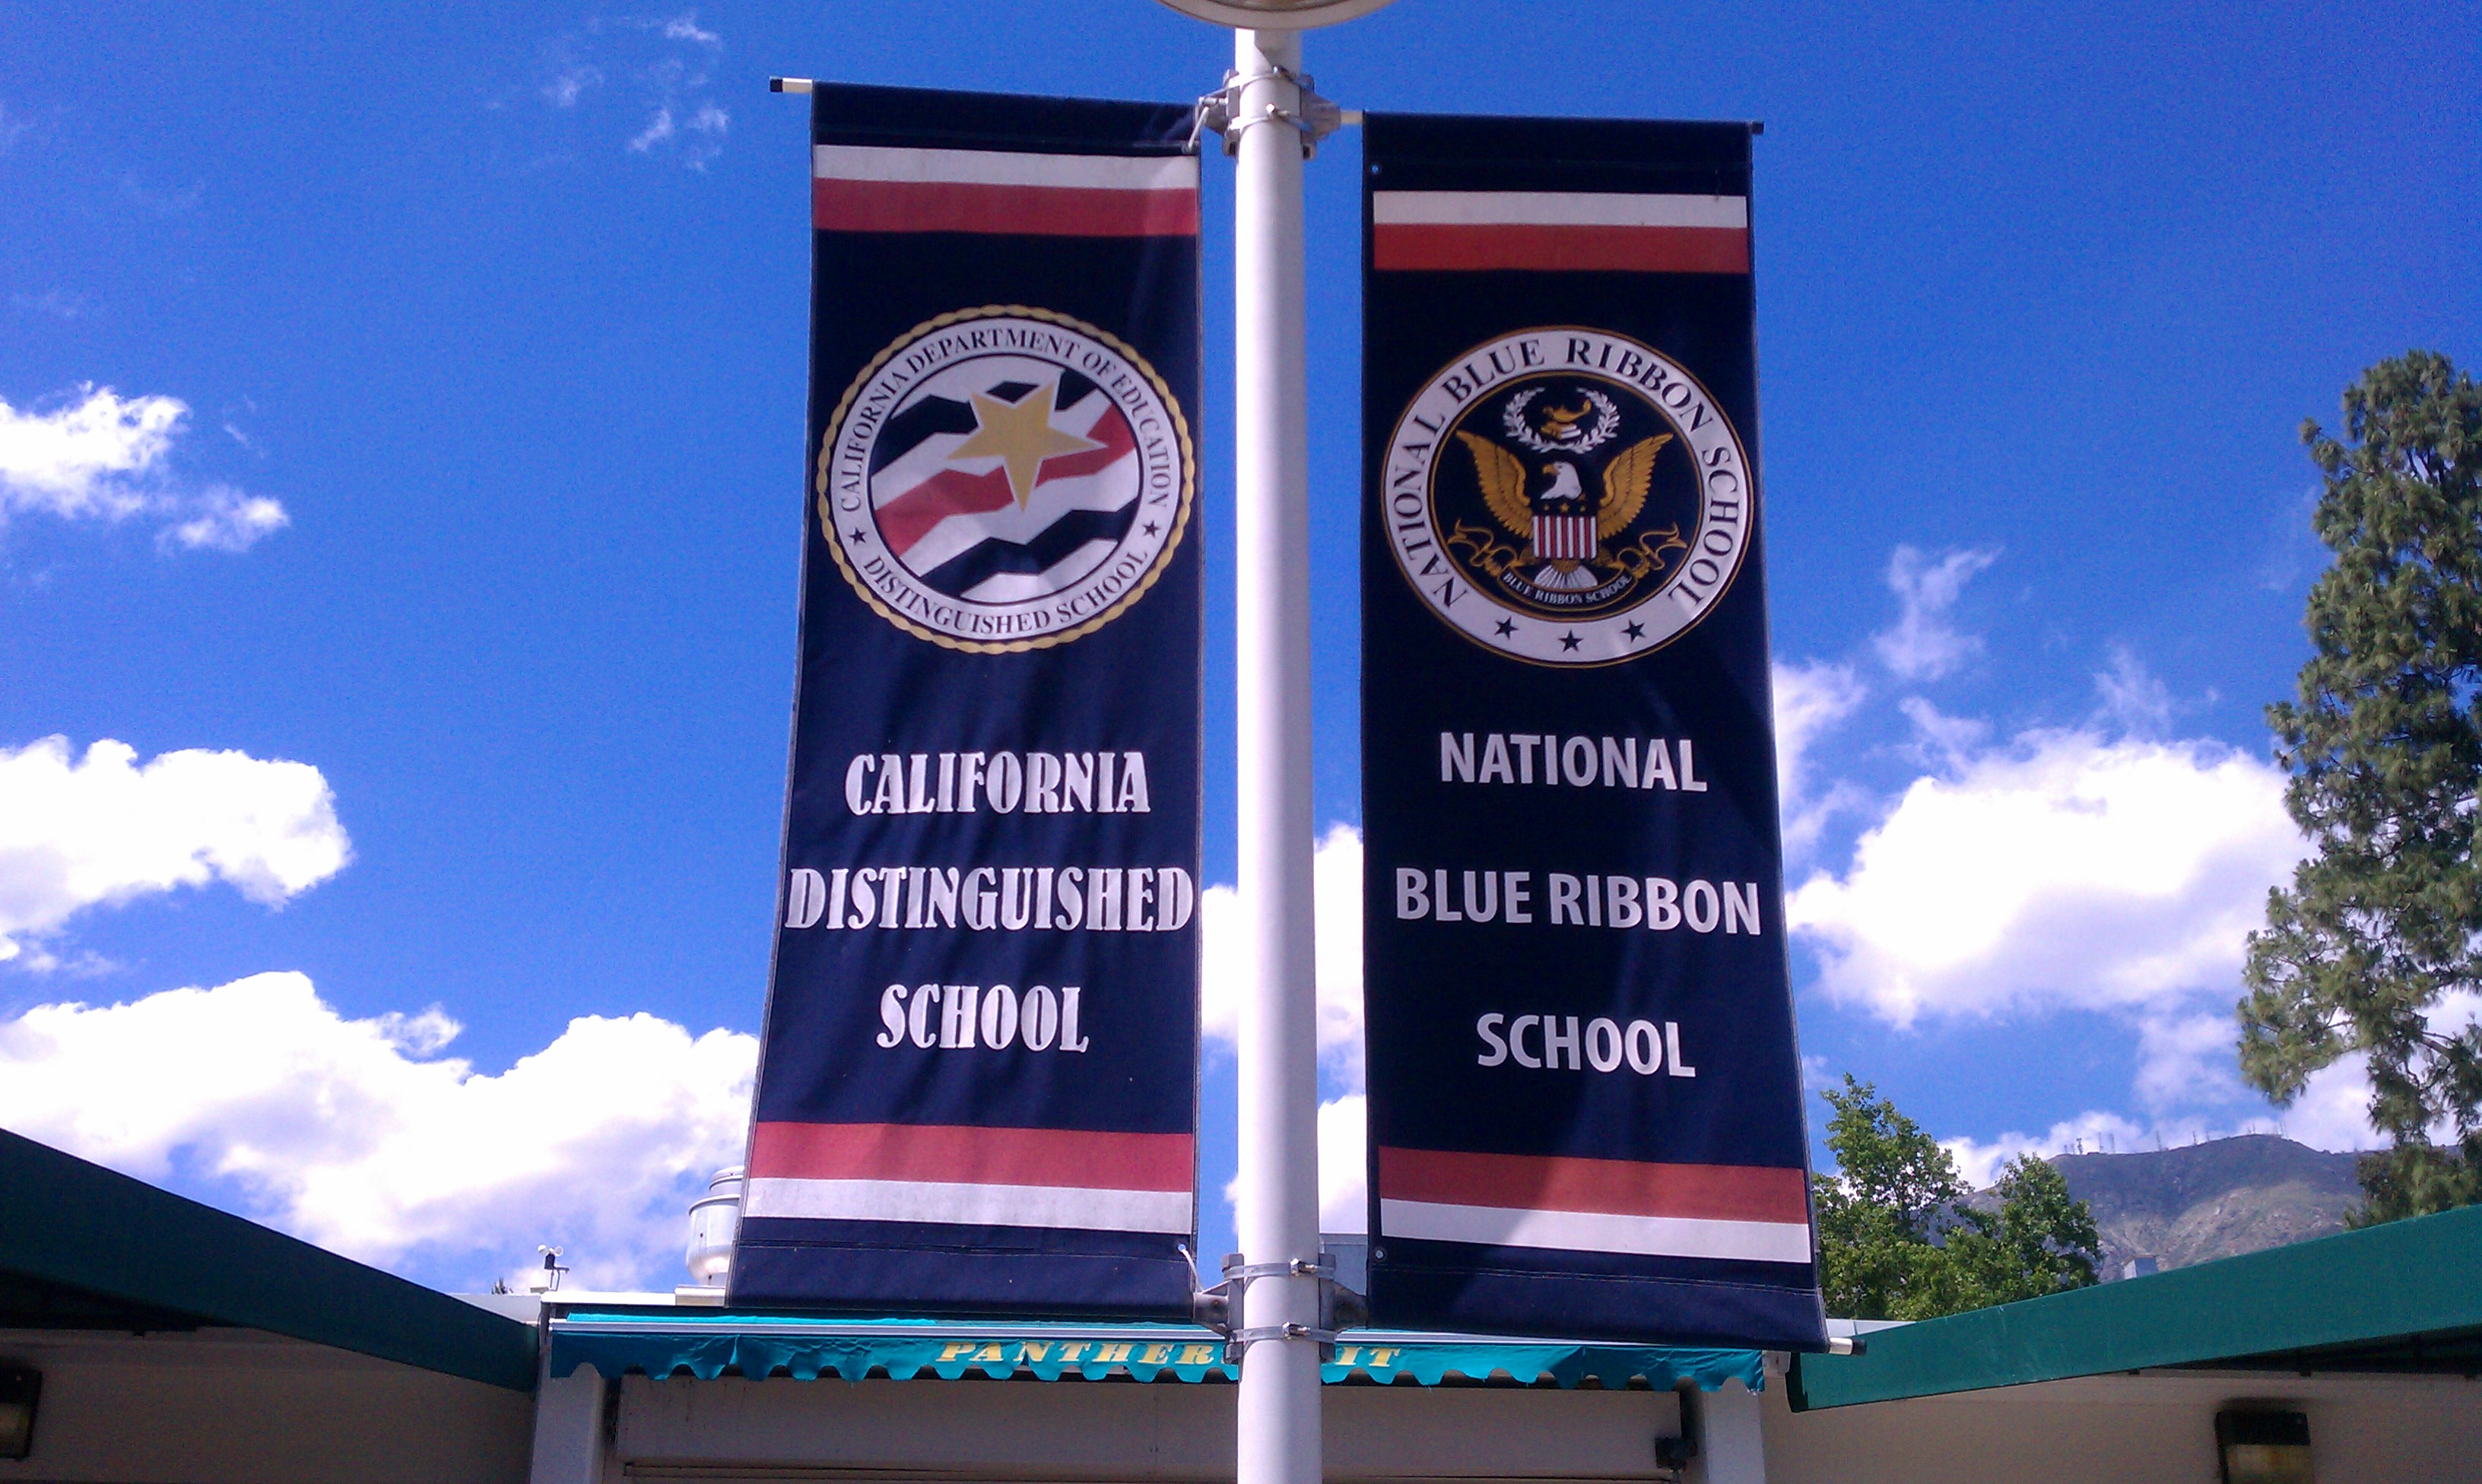 CALIFORNIA DEPARTMENT OF EDUCATION
★ DISTINGUISHED SCHOOL ★
CALIFORNIA
DISTINGUISHED
SCHOOL
NATIONAL BLUE RIBBON SCHOOL
BLUE RIBBON SCHOOL
NATIONAL
BLUE RIBBON
SCHOOL
PANTHER